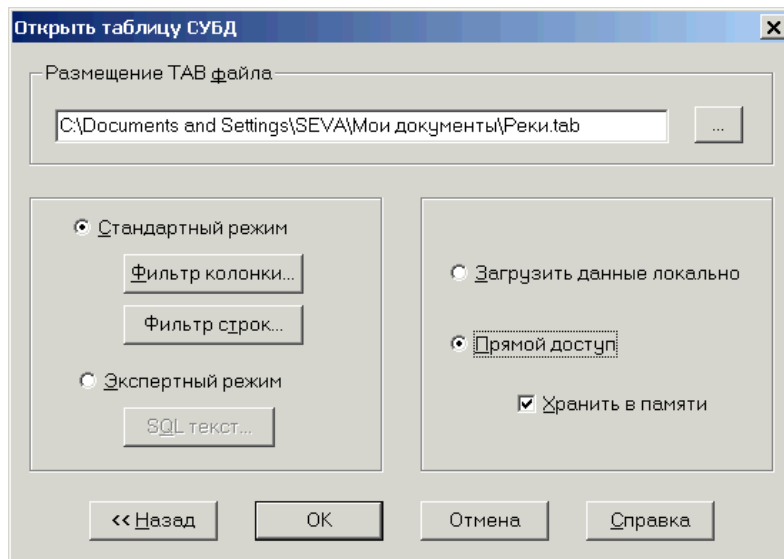 Открыть таблицу СУБД
Размещение TAB файла
C:\Documents and Settings\SEVA\Мои документы\Реки.tab
...
Стандартный режим
Фильтр колонки...
Фильтр строк...
Экспертный режим
SQL текст...
Загрузить данные локально
Прямой доступ
Хранить в памяти
<< Назад
OK
Отмена
Справка